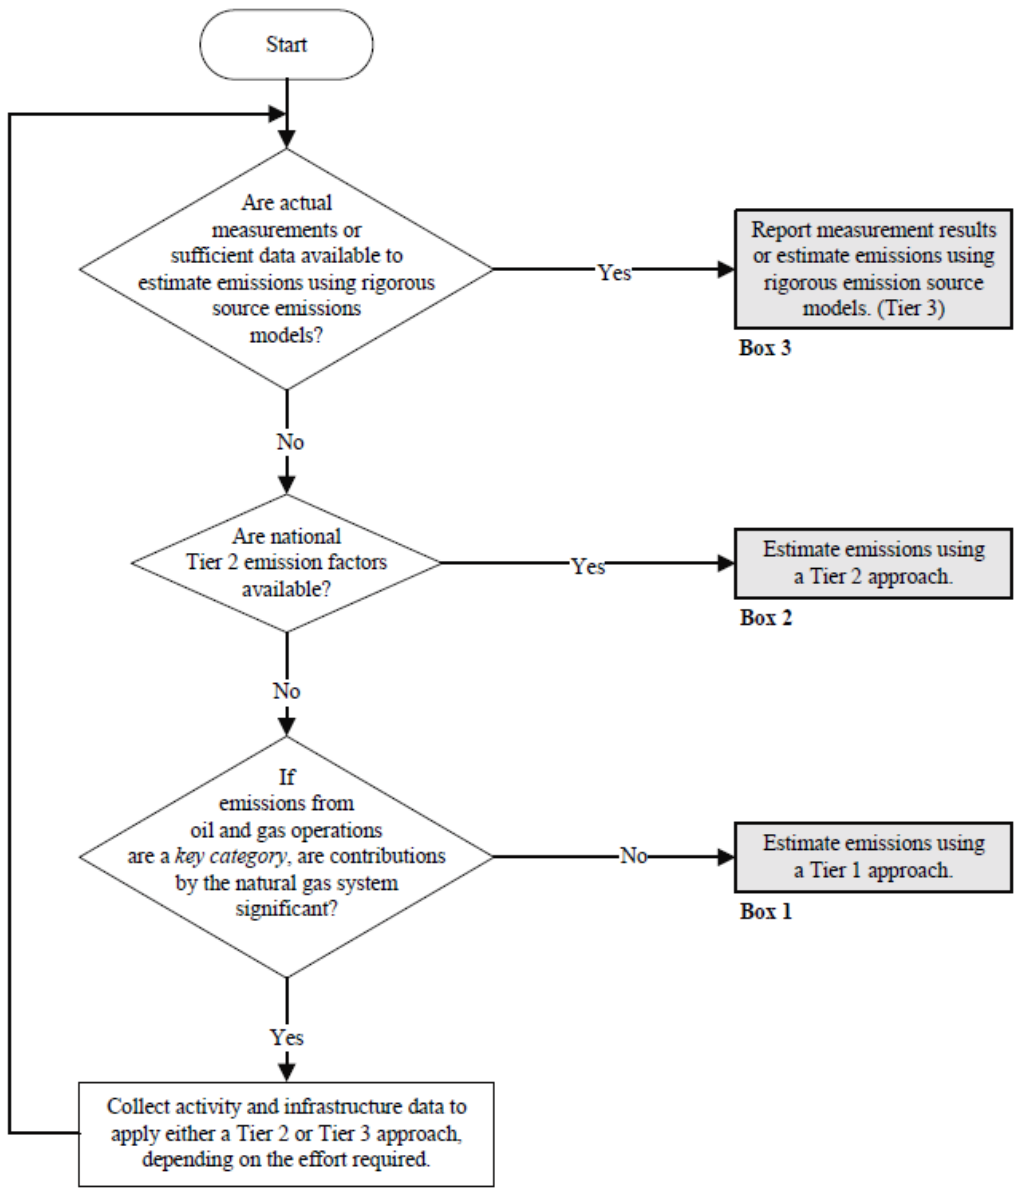 Start
Are actual
measurements or
sufficient data available to
estimate emissions using rigorous
source emissions
models?
Yes
Report measurement results
or estimate emissions using
rigorous emission source
models. (Tier 3)
Box 3
No
Are national
Tier 2 emission factors
available?
Yes
Estimate emissions using
a Tier 2 approach.
Box 2
No
If
emissions from
oil and gas operations
are a key category, are contributions
by the natural gas system
significant?
No
Estimate emissions using
a Tier 1 approach.
Box 1
Yes
Collect activity and infrastructure data to
apply either a Tier 2 or Tier 3 approach,
depending on the effort required.